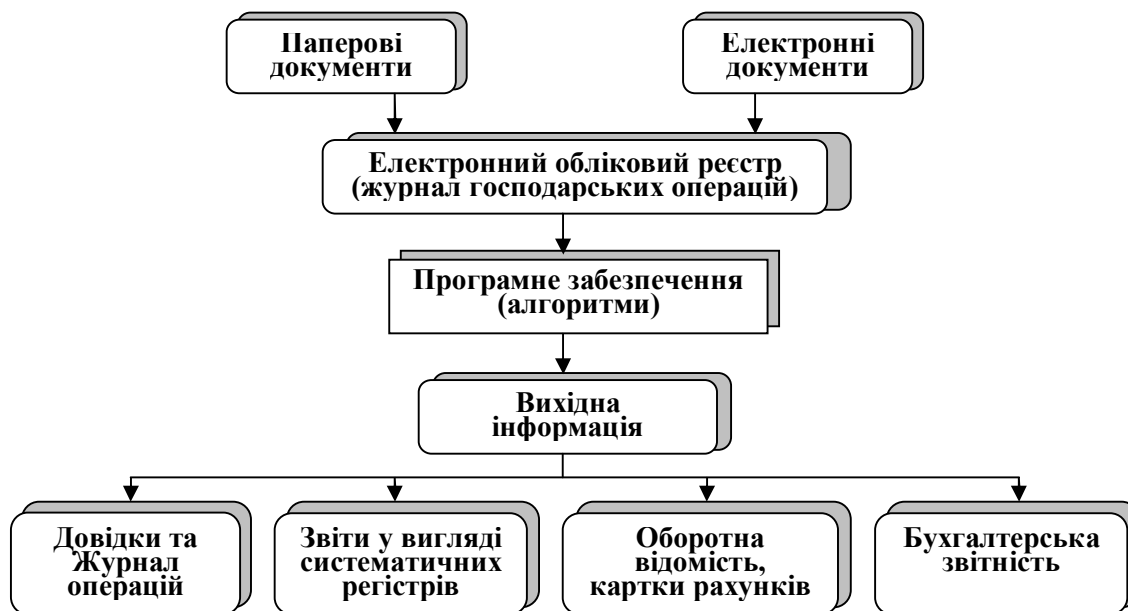 Паперові
документи
Електронні
документи
Електронний обліковий реєстр
(журнал господарських операцій)
Програмне забезпечення
(алгоритми)
Вихідна
інформація
Довідки та
Журнал
операцій
Звіти у вигляді
систематичних
регістрів
Оборотна
відомість,
картки рахунків
Бухгалтерська
звітність